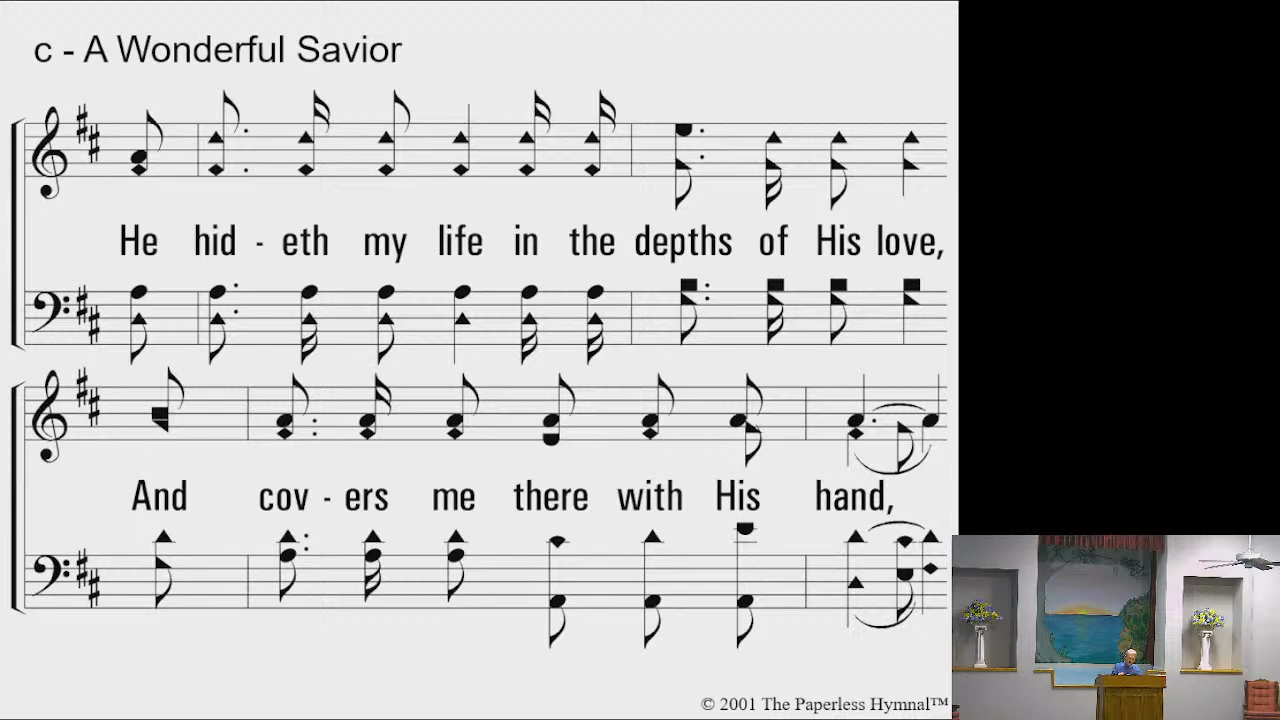 c - A Wonderful Savior
He hid - eth my life in the depths of His love,
And cov - ers me there with His hand,
© 2001 The Paperless Hymnal™